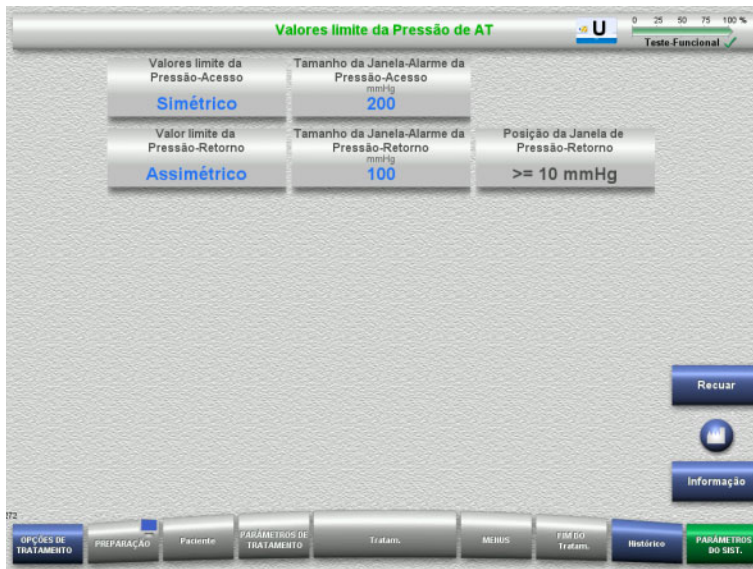 Valores limite da Pressão de AT
U
0 25 50 75 100 %
Teste-Funcional
Valores limite da
Pressão-Acesso
Simétrico
Tamanho da Janela-Alarme da
Pressão-Acesso
mmHg
200
Valor limite da
Pressão-Retorno
Assimétrico
Tamanho da Janela-Alarme da
Pressão-Retorno
mmHg
100
Posição da Janela de
Pressão-Retorno
>= 10 mmHg
Recuar
Informação
272
OPÇÕES DE
TRATAMENTO
PREPARAÇÃO
Paciente
PARÂMETROS DE
TRATAMENTO
Tratam.
MENUS
FIM DO
Tratam.
Histórico
PARÂMETROS
DO SIST.